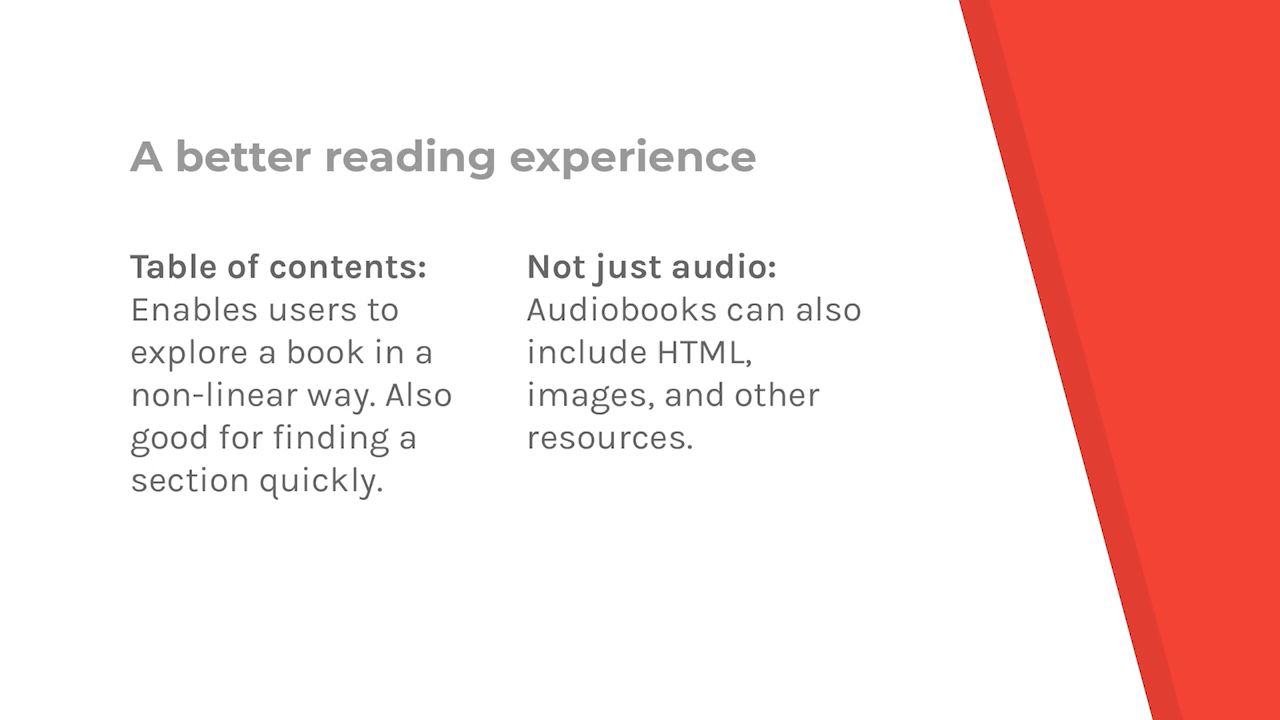 A better reading experience
Table of contents:
Enables users to
explore a book in a
non-linear way. Also
good for finding a
section quickly.
Not just audio:
Audiobooks can also
include HTML,
images, and other
resources.